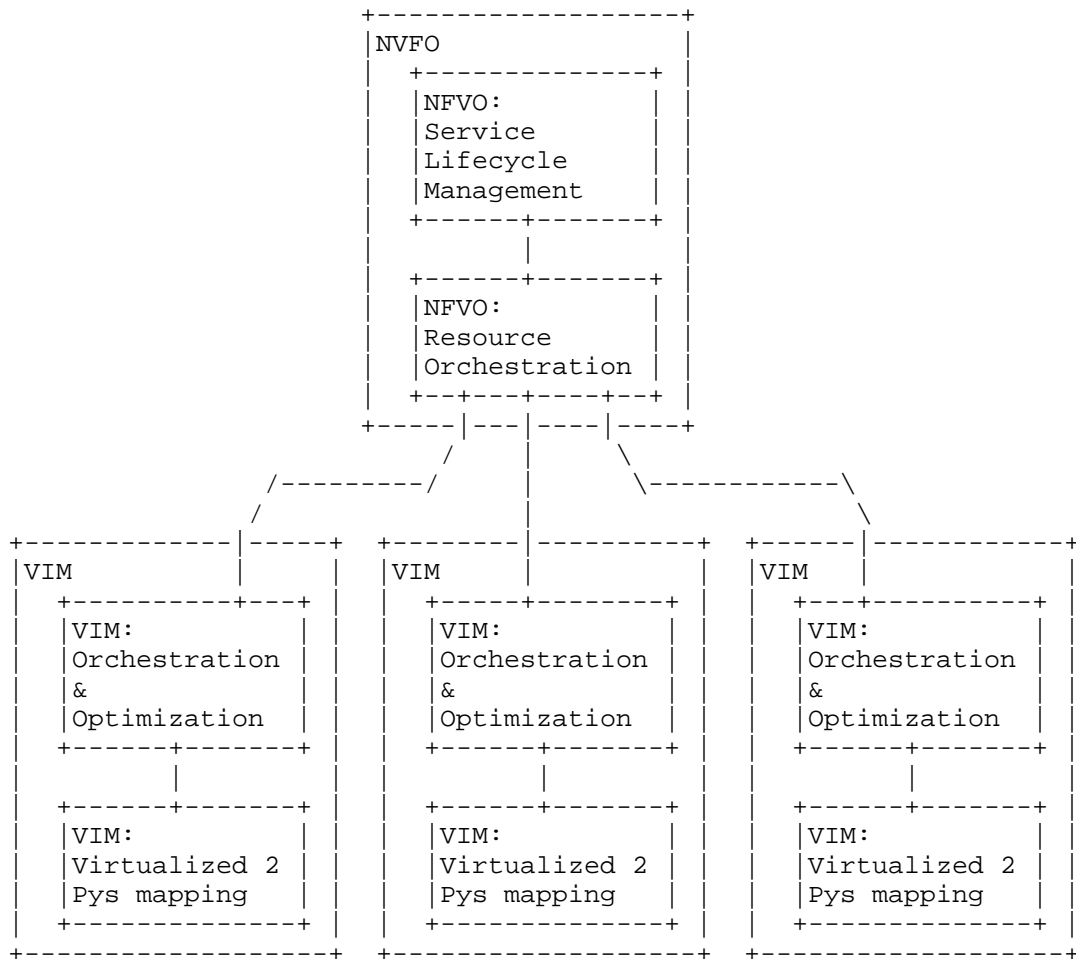 NVFO
NFVO:
Service
Lifecycle
Management
NFVO:
Resource
Orchestration
VIM
VIM:
Orchestration
&
Optimization
VIM:
Virtualized 2
Pys mapping
VIM
VIM:
Orchestration
&
Optimization
VIM:
Virtualized 2
Pys mapping
VIM
VIM:
Orchestration
&
Optimization
VIM:
Virtualized 2
Pys mapping